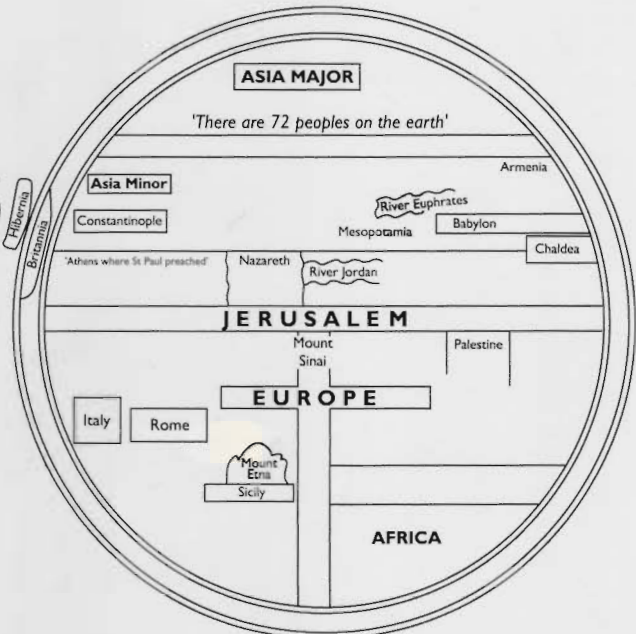 ASIA MAJOR
'There are 72 peoples on the earth'
Armenia
Asia Minor
River Euphrates
Hibernia
Britannia
Constantinople
Mesopotamia
Babylon
Chaldea
'Athens where St Paul preached'
Nazareth
River Jordan
JERUSALEM
Mount
Sinai
Palestine
EUROPE
Italy
Rome
Mount
Etna
Sicily
AFRICA